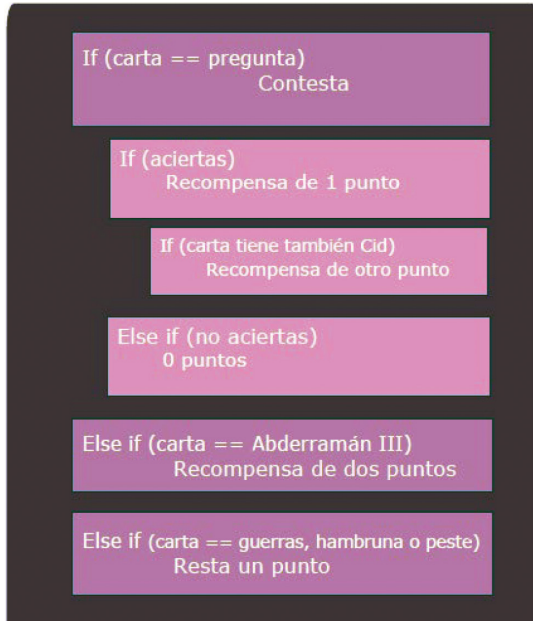 If (carta == pregunta)
Contesta
If (aciertas)
Recompensa de 1 punto
If (carta tiene también Cid)
Recompensa de otro punto
Else if (no aciertas)
0 puntos
Else if (carta == Abderramán III)
Recompensa de dos puntos
Else if (carta == guerras, hambruna o peste)
Resta un punto